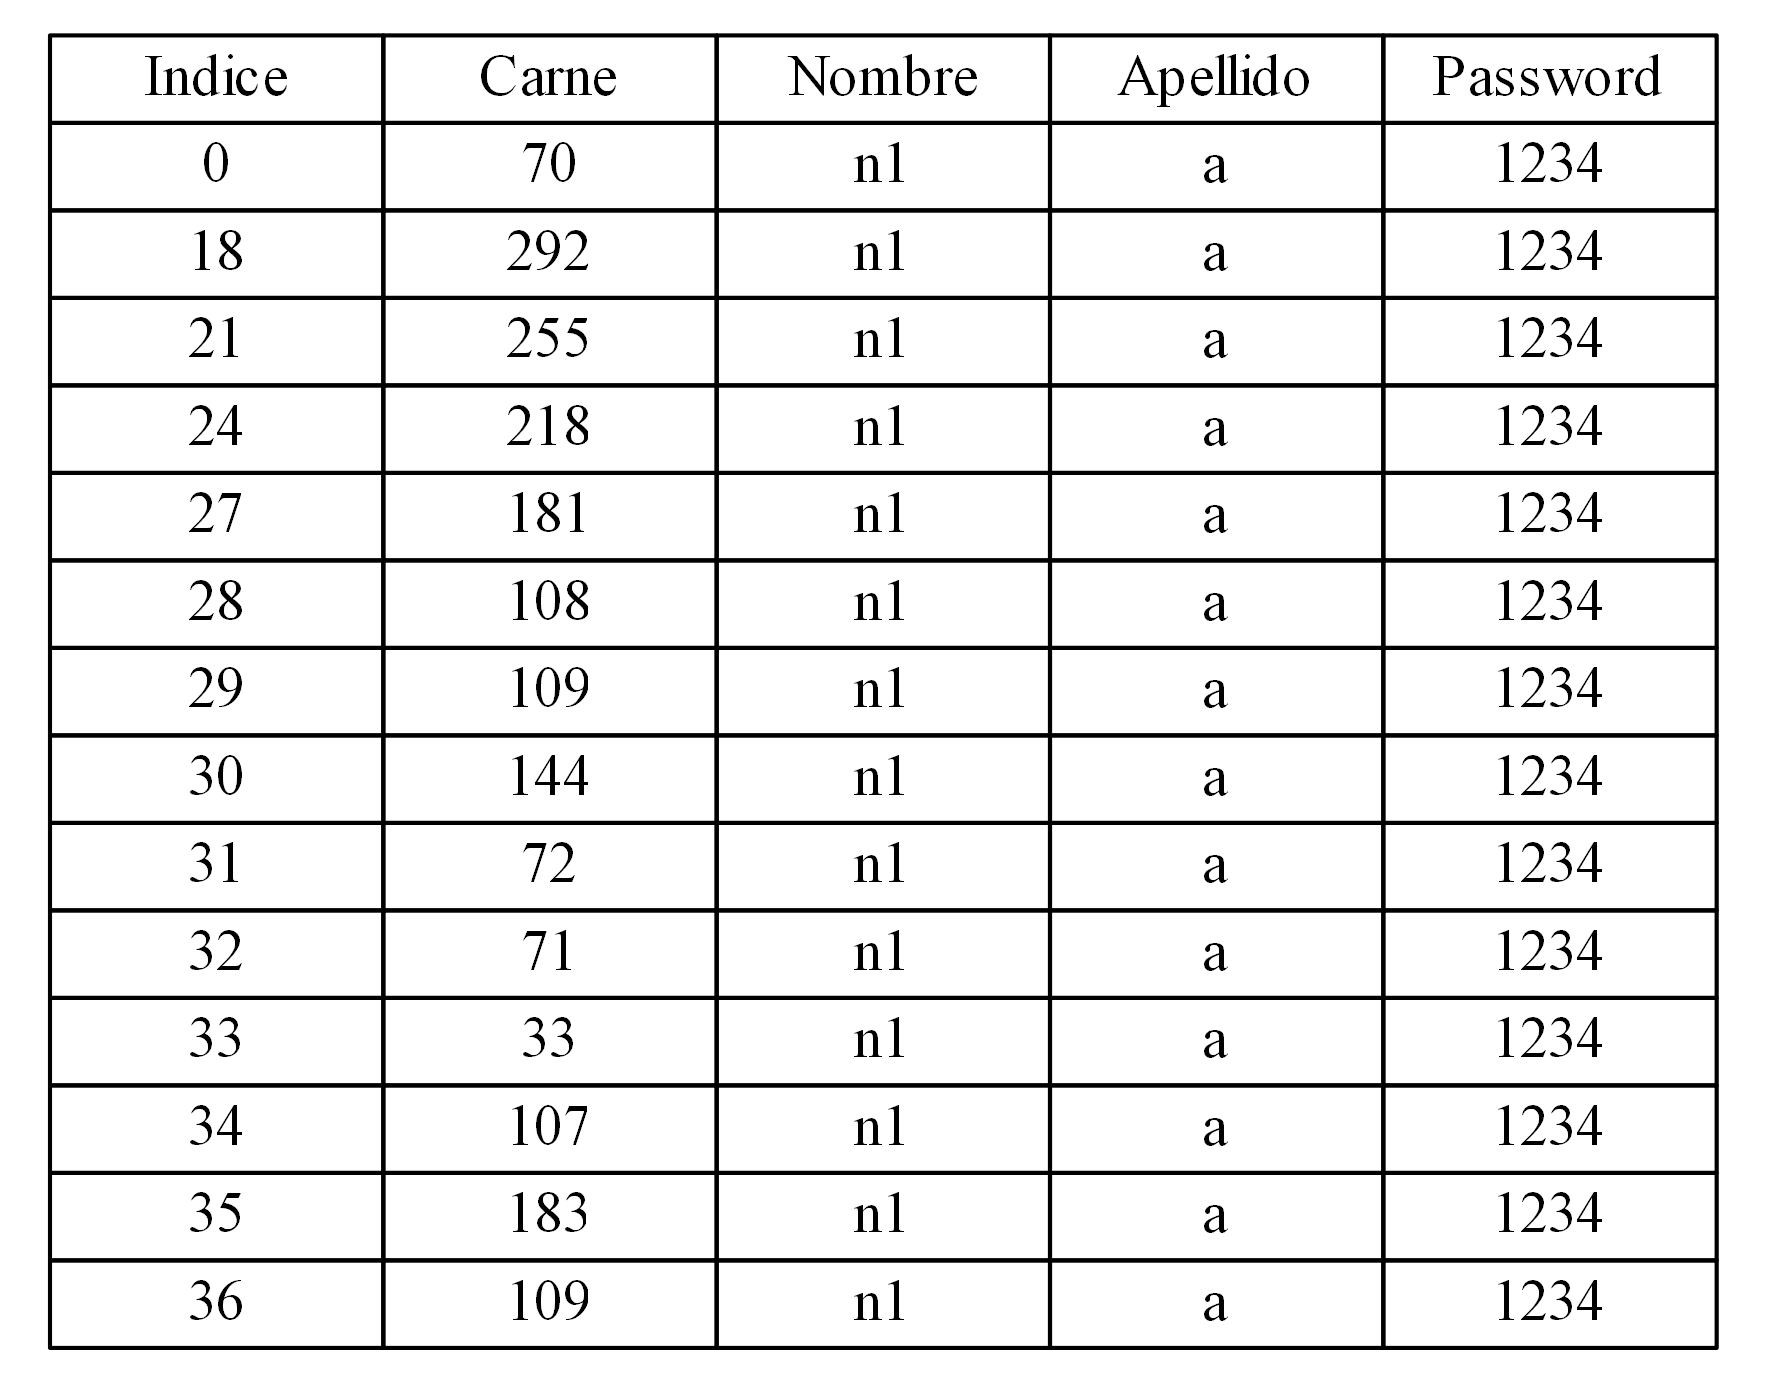 Indice Carne Nombre Apellido Password
0 70 n1 a 1234
18 292 n1 a 1234
21 255 n1 a 1234
24 218 n1 a 1234
27 181 n1 a 1234
28 108 n1 a 1234
29 109 n1 a 1234
30 144 n1 a 1234
31 72 n1 a 1234
32 71 n1 a 1234
33 33 n1 a 1234
34 107 n1 a 1234
35 183 n1 a 1234
36 109 n1 a 1234